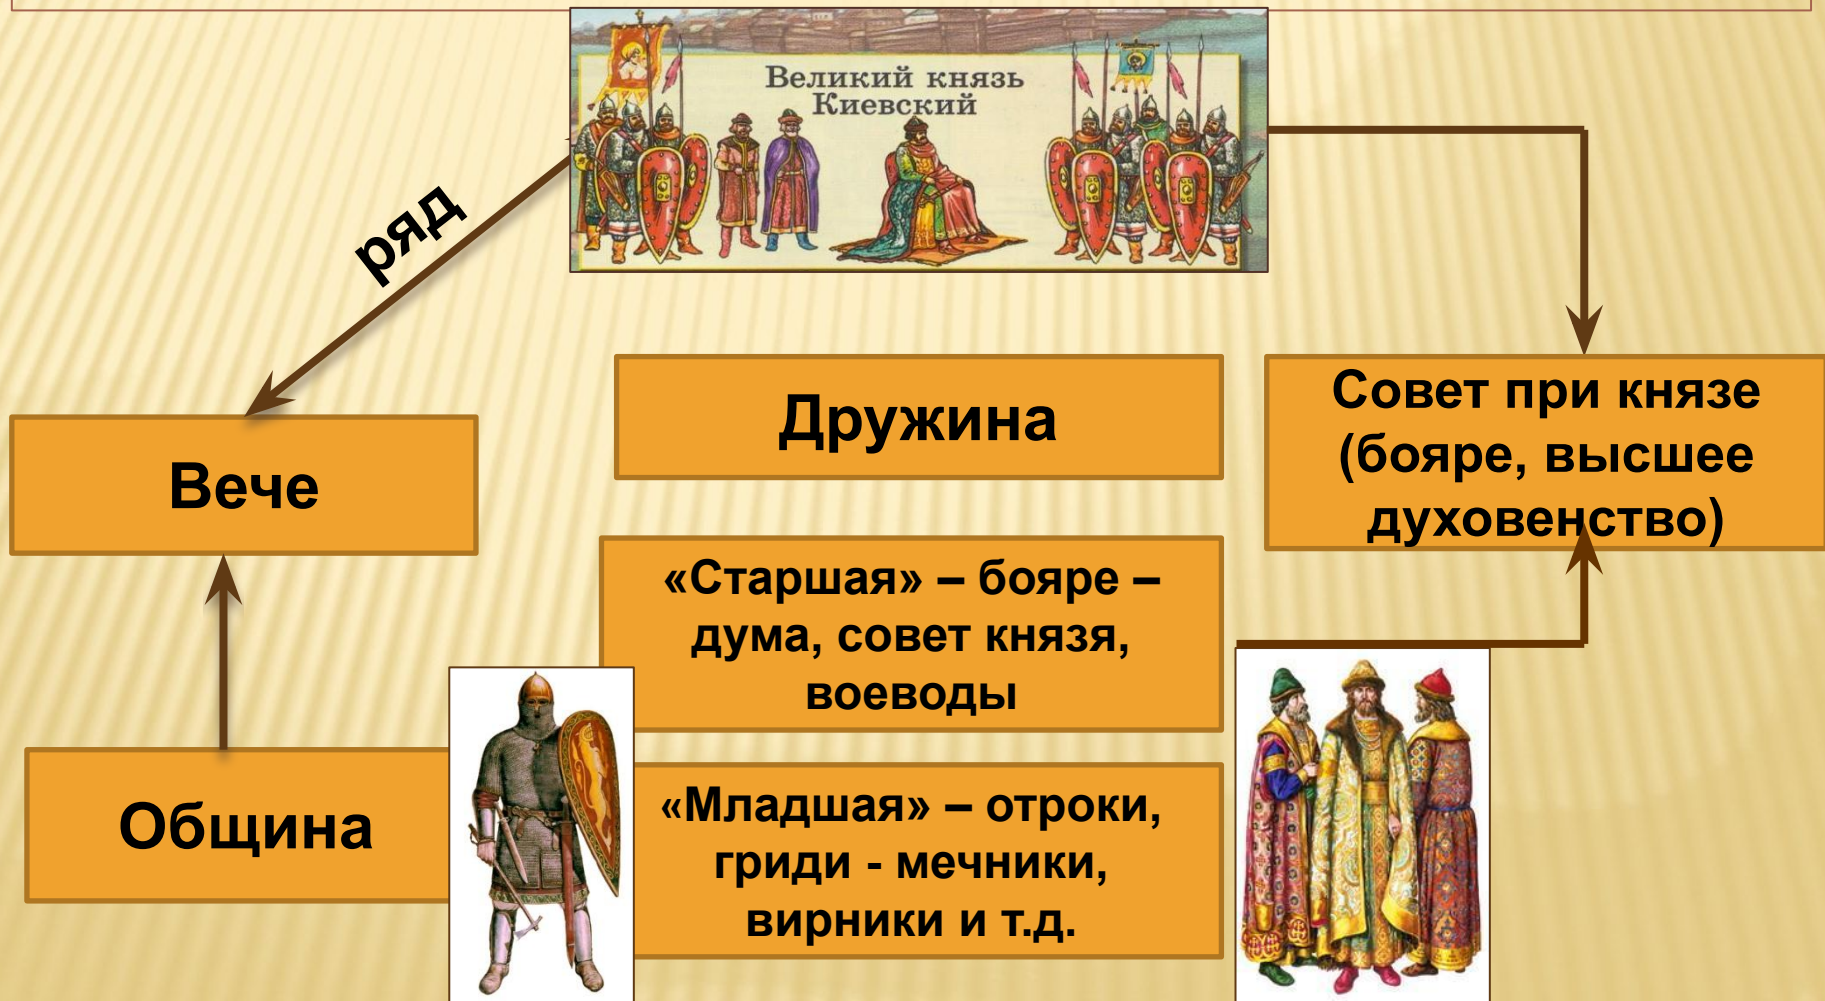 Великий князь
Киевский
ряд
Вече
Дружина
Совет при князе
(бояре, высшее
духовенство)
«Старшая» – бояре –
дума, совет князя,
воеводы
Община
«Младшая» – отроки,
гриди - мечники,
вирники и т.д.